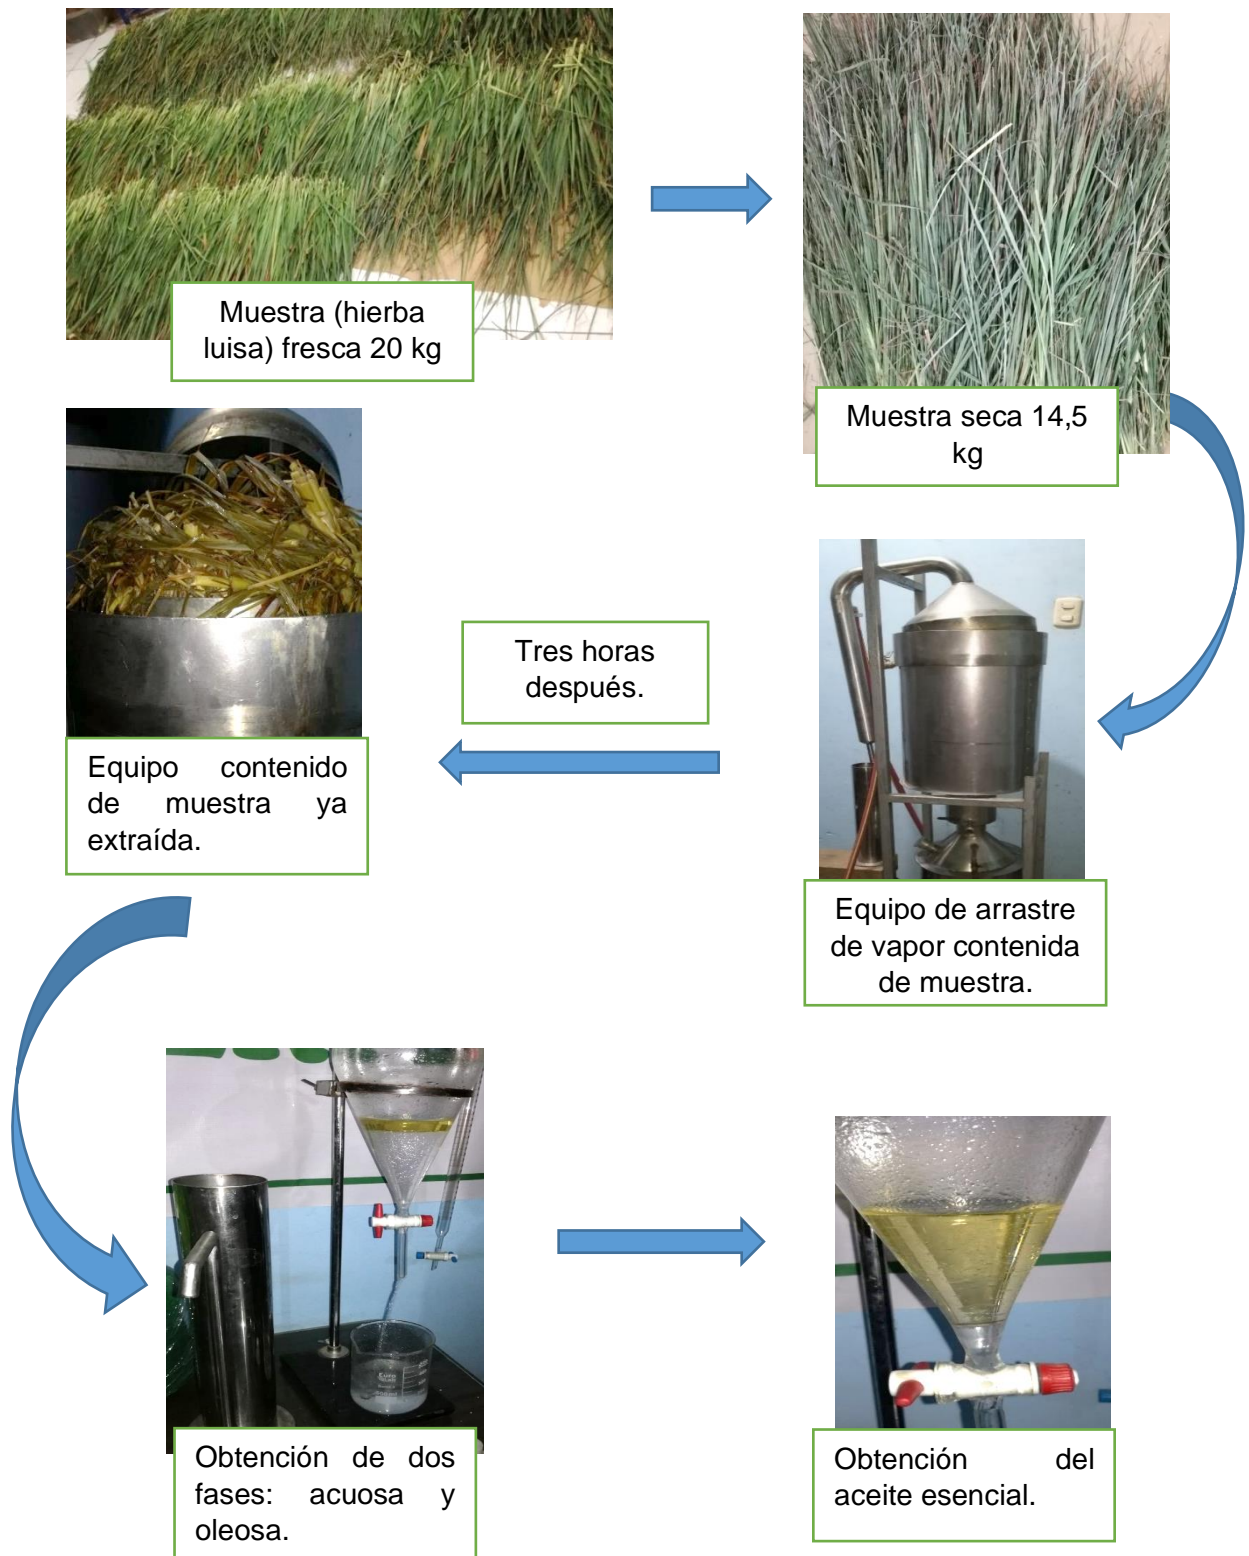 Muestra (hierba
luisa) fresca 20 kg
Muestra seca 14,5
kg
Equipo de arrastre
de vapor contenida
de muestra.
Tres horas
después.
Equipo contenido
de muestra ya
extraída.
Obtención de dos
fases: acuosa y
oleosa.
Obtención del
aceite esencial.